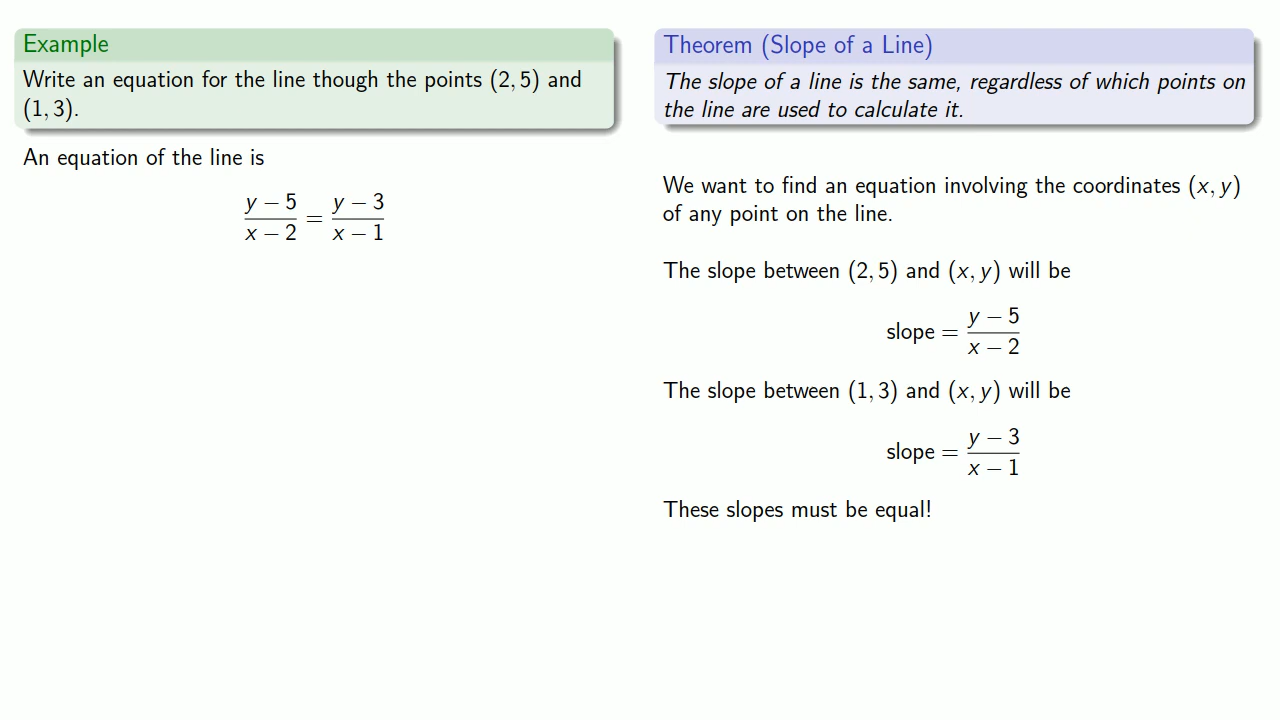 Example
Write an equation for the line though the points (2, 5) and
(1, 3).
An equation of the line is
(y − 5)/(x − 2) = (y − 3)/(x − 1)
Theorem (Slope of a Line)
The slope of a line is the same, regardless of which points on
the line are used to calculate it.
We want to find an equation involving the coordinates (x, y)
of any point on the line.
The slope between (2, 5) and (x, y) will be
slope = (y − 5)/(x − 2)
The slope between (1, 3) and (x, y) will be
slope = (y − 3)/(x − 1)
These slopes must be equal!